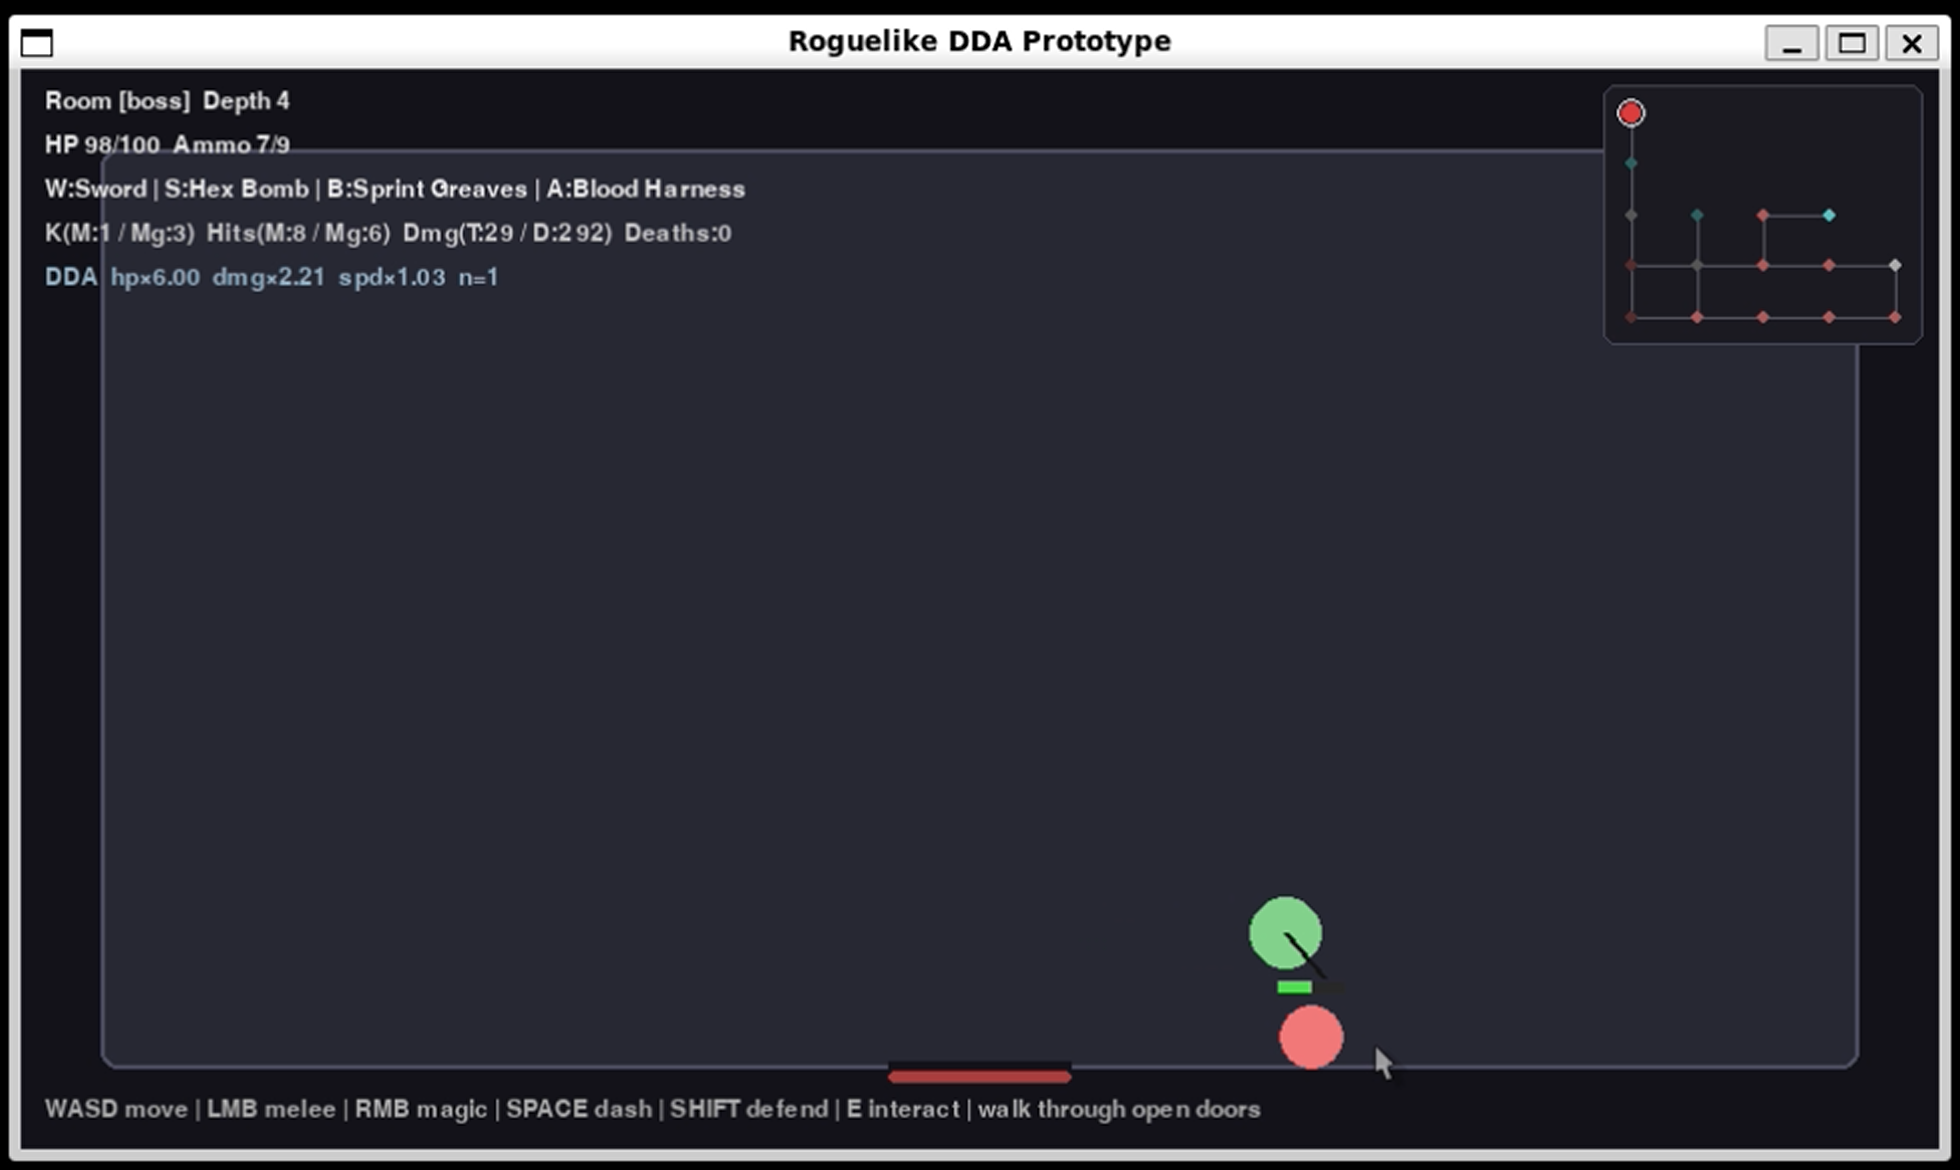 Roguelike DDA Prototype
Room [boss] Depth 4
HP 98/100 Ammo 7/9
W:Sword | S:Hex Bomb | B:Sprint Greaves | A:Blood Harness
K(M:1 / Mg:3) Hits(M:8 / Mg:6) Dmg(T:29 / D:292) Deaths:0
DDA hp×6.00 dmg×2.21 spd×1.03 n=1
WASD move | LMB melee | RMB magic | SPACE dash | SHIFT defend | E interact | walk through open doors